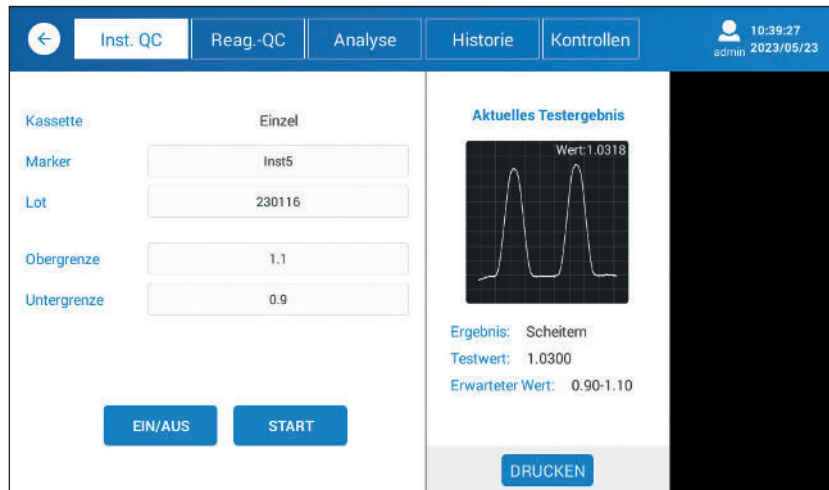 Inst. QC Reag.-QC Analyse Historie Kontrollen
10:39:27
admin 2023/05/23
Kassette Einzel
Marker Inst5
Lot 230116
Obergrenze 1.1
Untergrenze 0.9
EIN/AUS START
Aktuelles Testergebnis
Wert:1.0318
Ergebnis: Scheitern
Testwert: 1.0300
Erwarteter Wert: 0.90-1.10
DRUCKEN